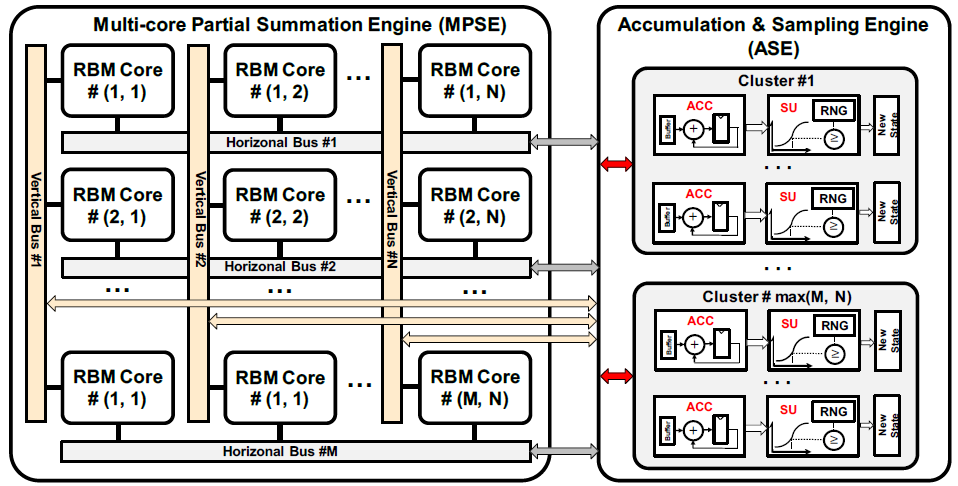 Multi-core Partial Summation Engine (MPSE)
RBM Core
# (1, 1)
RBM Core
# (1, 2)
...
RBM Core
# (1, N)
Horizonal Bus #1
RBM Core
# (2, 1)
RBM Core
# (2, 2)
...
RBM Core
# (2, N)
Horizonal Bus #2
...
...
...
RBM Core
# (1, 1)
RBM Core
# (1, 1)
...
RBM Core
# (M, N)
Horizonal Bus #M
Vertical Bus #1
Vertical Bus #2
Vertical Bus #N
Accumulation & Sampling Engine
(ASE)
Cluster #1
ACC
Buffer
+
SU
RNG
≥
New
State
...
ACC
Buffer
+
SU
RNG
≥
New
State
...
Cluster # max(M, N)
ACC
Buffer
+
SU
RNG
≥
New
State
...
ACC
Buffer
+
SU
RNG
≥
New
State